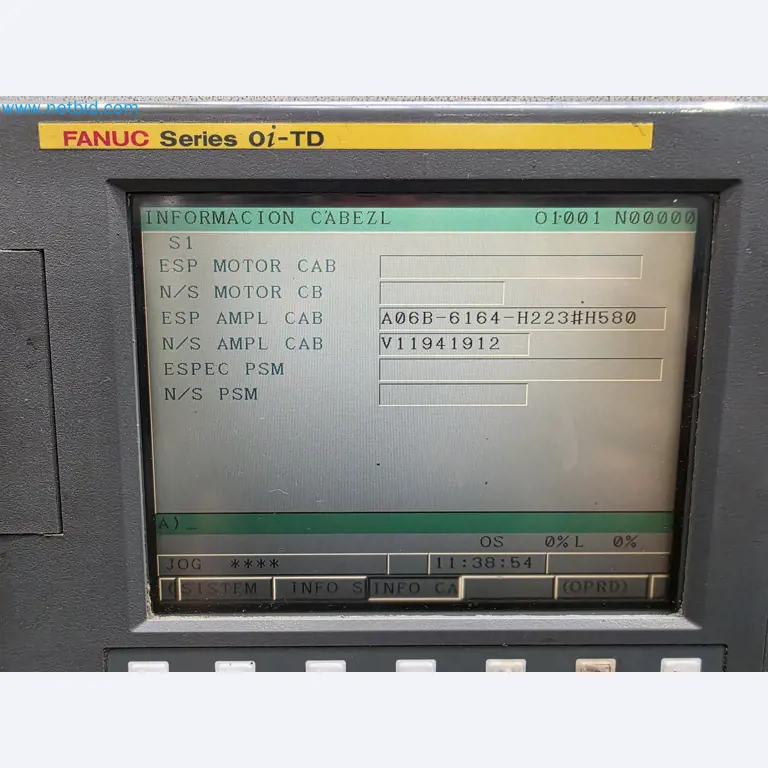 www.netbid.com
FANUC Series 0i-TD
INFORMACION CABEZL O1001 N00000
S1
ESP MOTOR CAB
N/S MOTOR CB
ESP AMPL CAB A06B-6164-H223#H580
N/S AMPL CAB V11941912
ESPEC PSM
N/S PSM
A)_
OS 0% L 0%
JOG **** 11:38:54
(SISTEM INFO S INFO CA (OPRD)